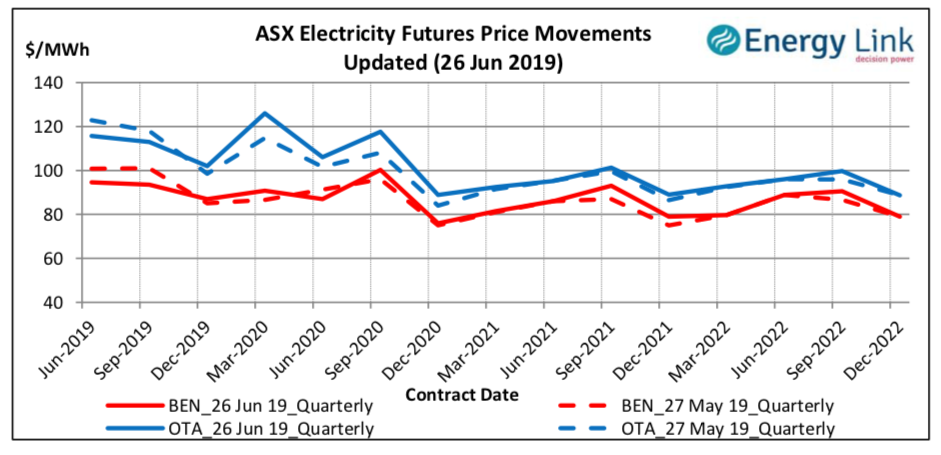 ASX Electricity Futures Price Movements
Updated (26 Jun 2019)
Energy Link
decision power
$/MWh
140
120
100
80
60
40
Jun-2019
Sep-2019
Dec-2019
Mar-2020
Jun-2020
Sep-2020
Dec-2020
Mar-2021
Jun-2021
Sep-2021
Dec-2021
Mar-2022
Jun-2022
Sep-2022
Dec-2022
Contract Date
BEN_26 Jun 19_Quarterly
BEN_27 May 19_Quarterly
OTA_26 Jun 19_Quarterly
OTA_27 May 19_Quarterly